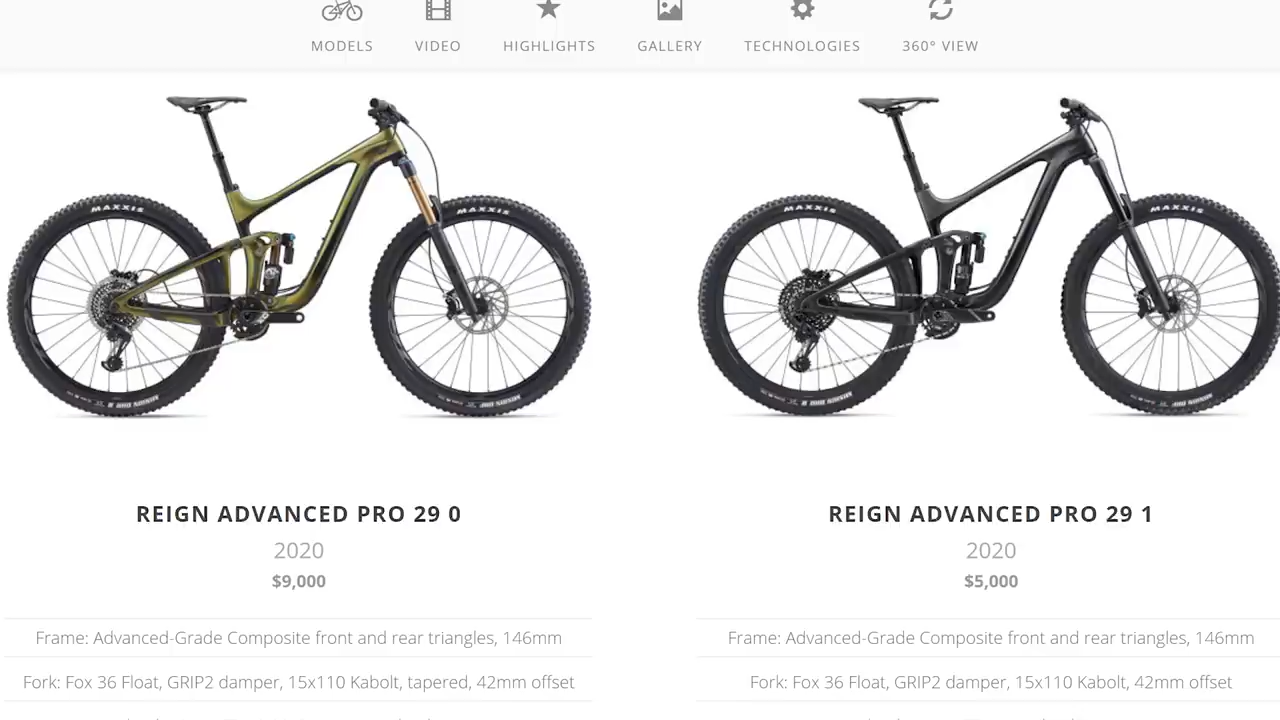 MODELS VIDEO HIGHLIGHTS GALLERY TECHNOLOGIES 360° VIEW
MAXXIS MAXXIS MAXXIS MAXXIS
REIGN ADVANCED PRO 29 0
2020
$9,000
Frame: Advanced-Grade Composite front and rear triangles, 146mm
Fork: Fox 36 Float, GRIP2 damper, 15x110 Kabolt, tapered, 42mm offset
REIGN ADVANCED PRO 29 1
2020
$5,000
Frame: Advanced-Grade Composite front and rear triangles, 146mm
Fork: Fox 36 Float, GRIP2 damper, 15x110 Kabolt, 42mm offset